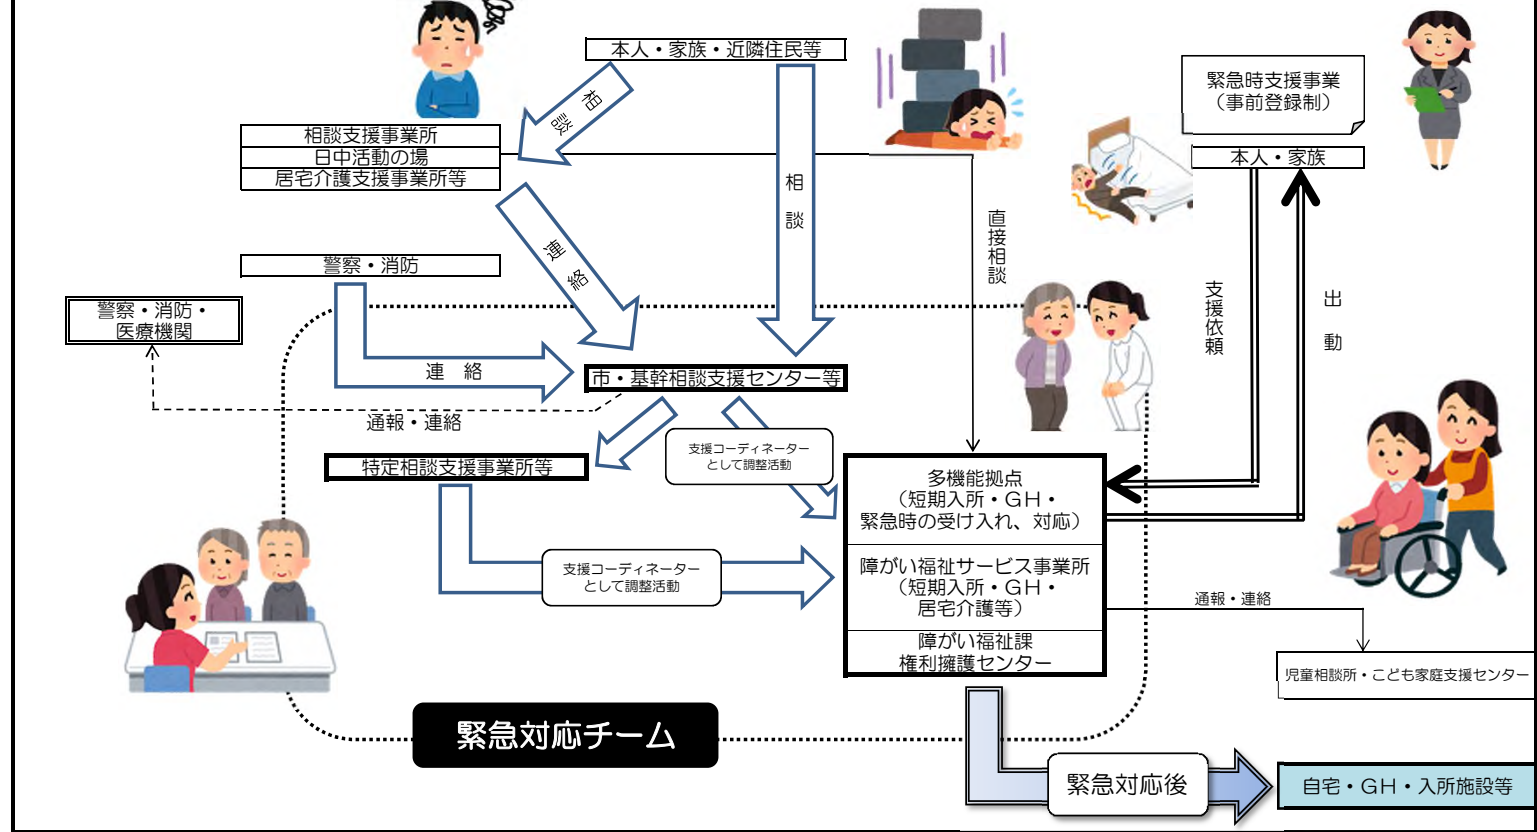 本人・家族・近隣住民等
緊急時支援事業
（事前登録制）
相
談
相談支援事業所
日中活動の場
居宅介護支援事業所等
本人・家族
相
談
直接相談
連
絡
警察・消防
支援依頼
出
動
警察・消防・
医療機関
連　絡
市・基幹相談支援センター等
通報・連絡
支援コーディネーター
として調整活動
特定相談支援事業所等
多機能拠点
（短期入所・ＧＨ・
緊急時の受け入れ、対応）
支援コーディネーター
として調整活動
障がい福祉サービス事業所
（短期入所・ＧＨ・
居宅介護等）
通報・連絡
障がい福祉課
権利擁護センター
児童相談所・こども家庭支援センター
緊急対応チーム
緊急対応後
自宅・ＧＨ・入所施設等